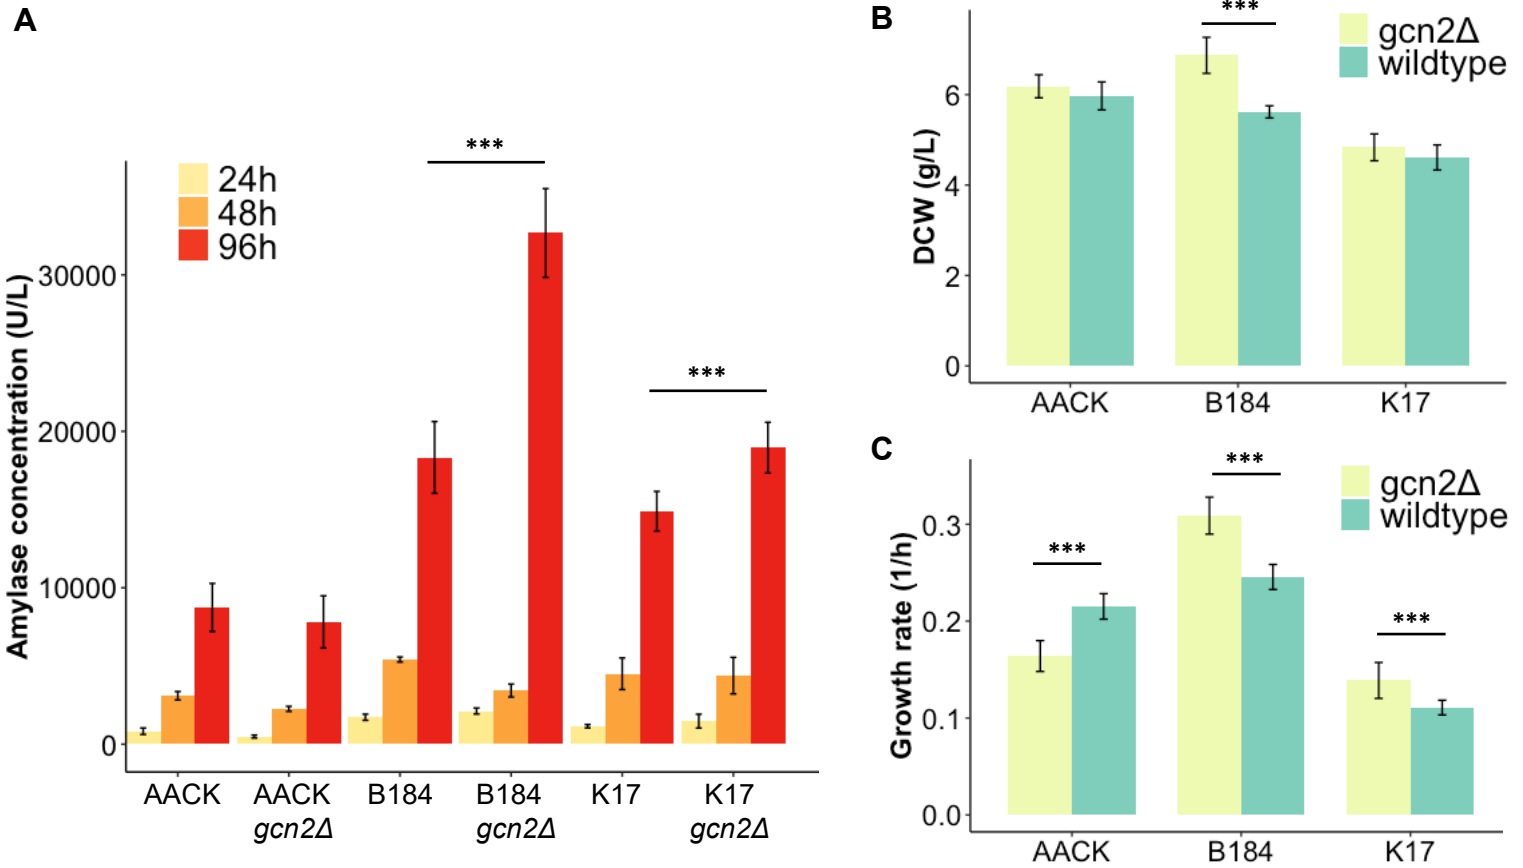 A
***
24h
48h
96h
***
Amylase concentration (U/L)
30000
20000
10000
0
AACK
AACK
gcn2Δ
B184
B184
gcn2Δ
K17
K17
gcn2Δ
B
***
gcn2Δ
wildtype
DCW (g/L)
6
4
2
0
AACK
B184
K17
C
***
gcn2Δ
wildtype
***
***
Growth rate (1/h)
0.3
0.2
0.1
0.0
AACK
B184
K17